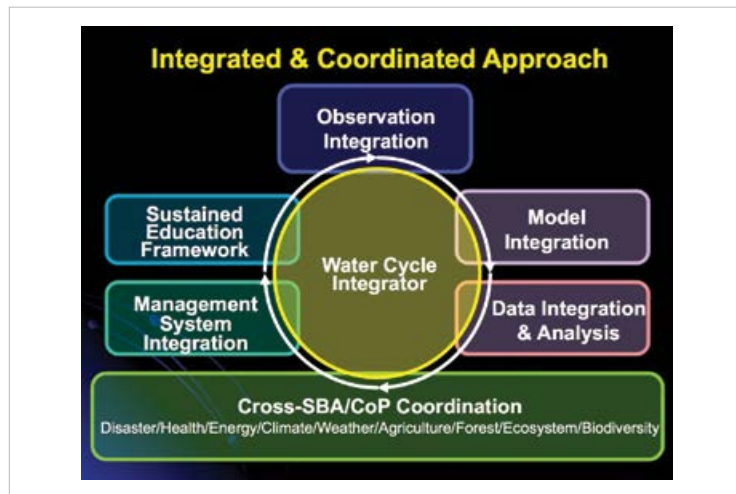 Integrated & Coordinated Approach
Observation
Integration
Sustained
Education
Framework
Model
Integration
Water Cycle
Integrator
Management
System
Integration
Data Integration
& Analysis
Cross-SBA/CoP Coordination
Disaster/Health/Energy/Climate/Weather/Agriculture/Forest/Ecosystem/Biodiversity